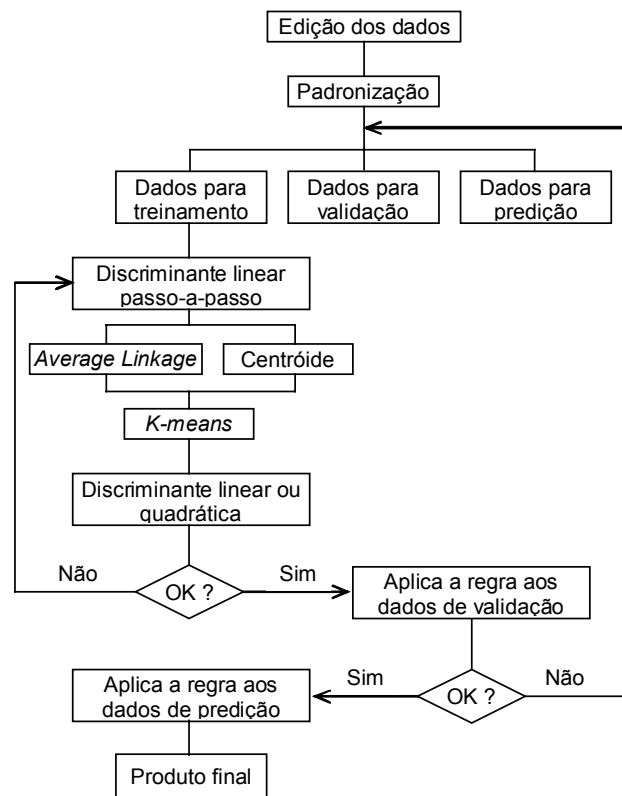 Edição dos dados
Padronização
Dados para
treinamento
Dados para
validação
Dados para
predição
Discriminante linear
passo-a-passo
Average Linkage
Centróide
K-means
Discriminante linear ou
quadrática
Não
OK ?
Sim
Aplica a regra aos
dados de validação
Aplica a regra aos
dados de predição
Sim
OK ?
Não
Produto final